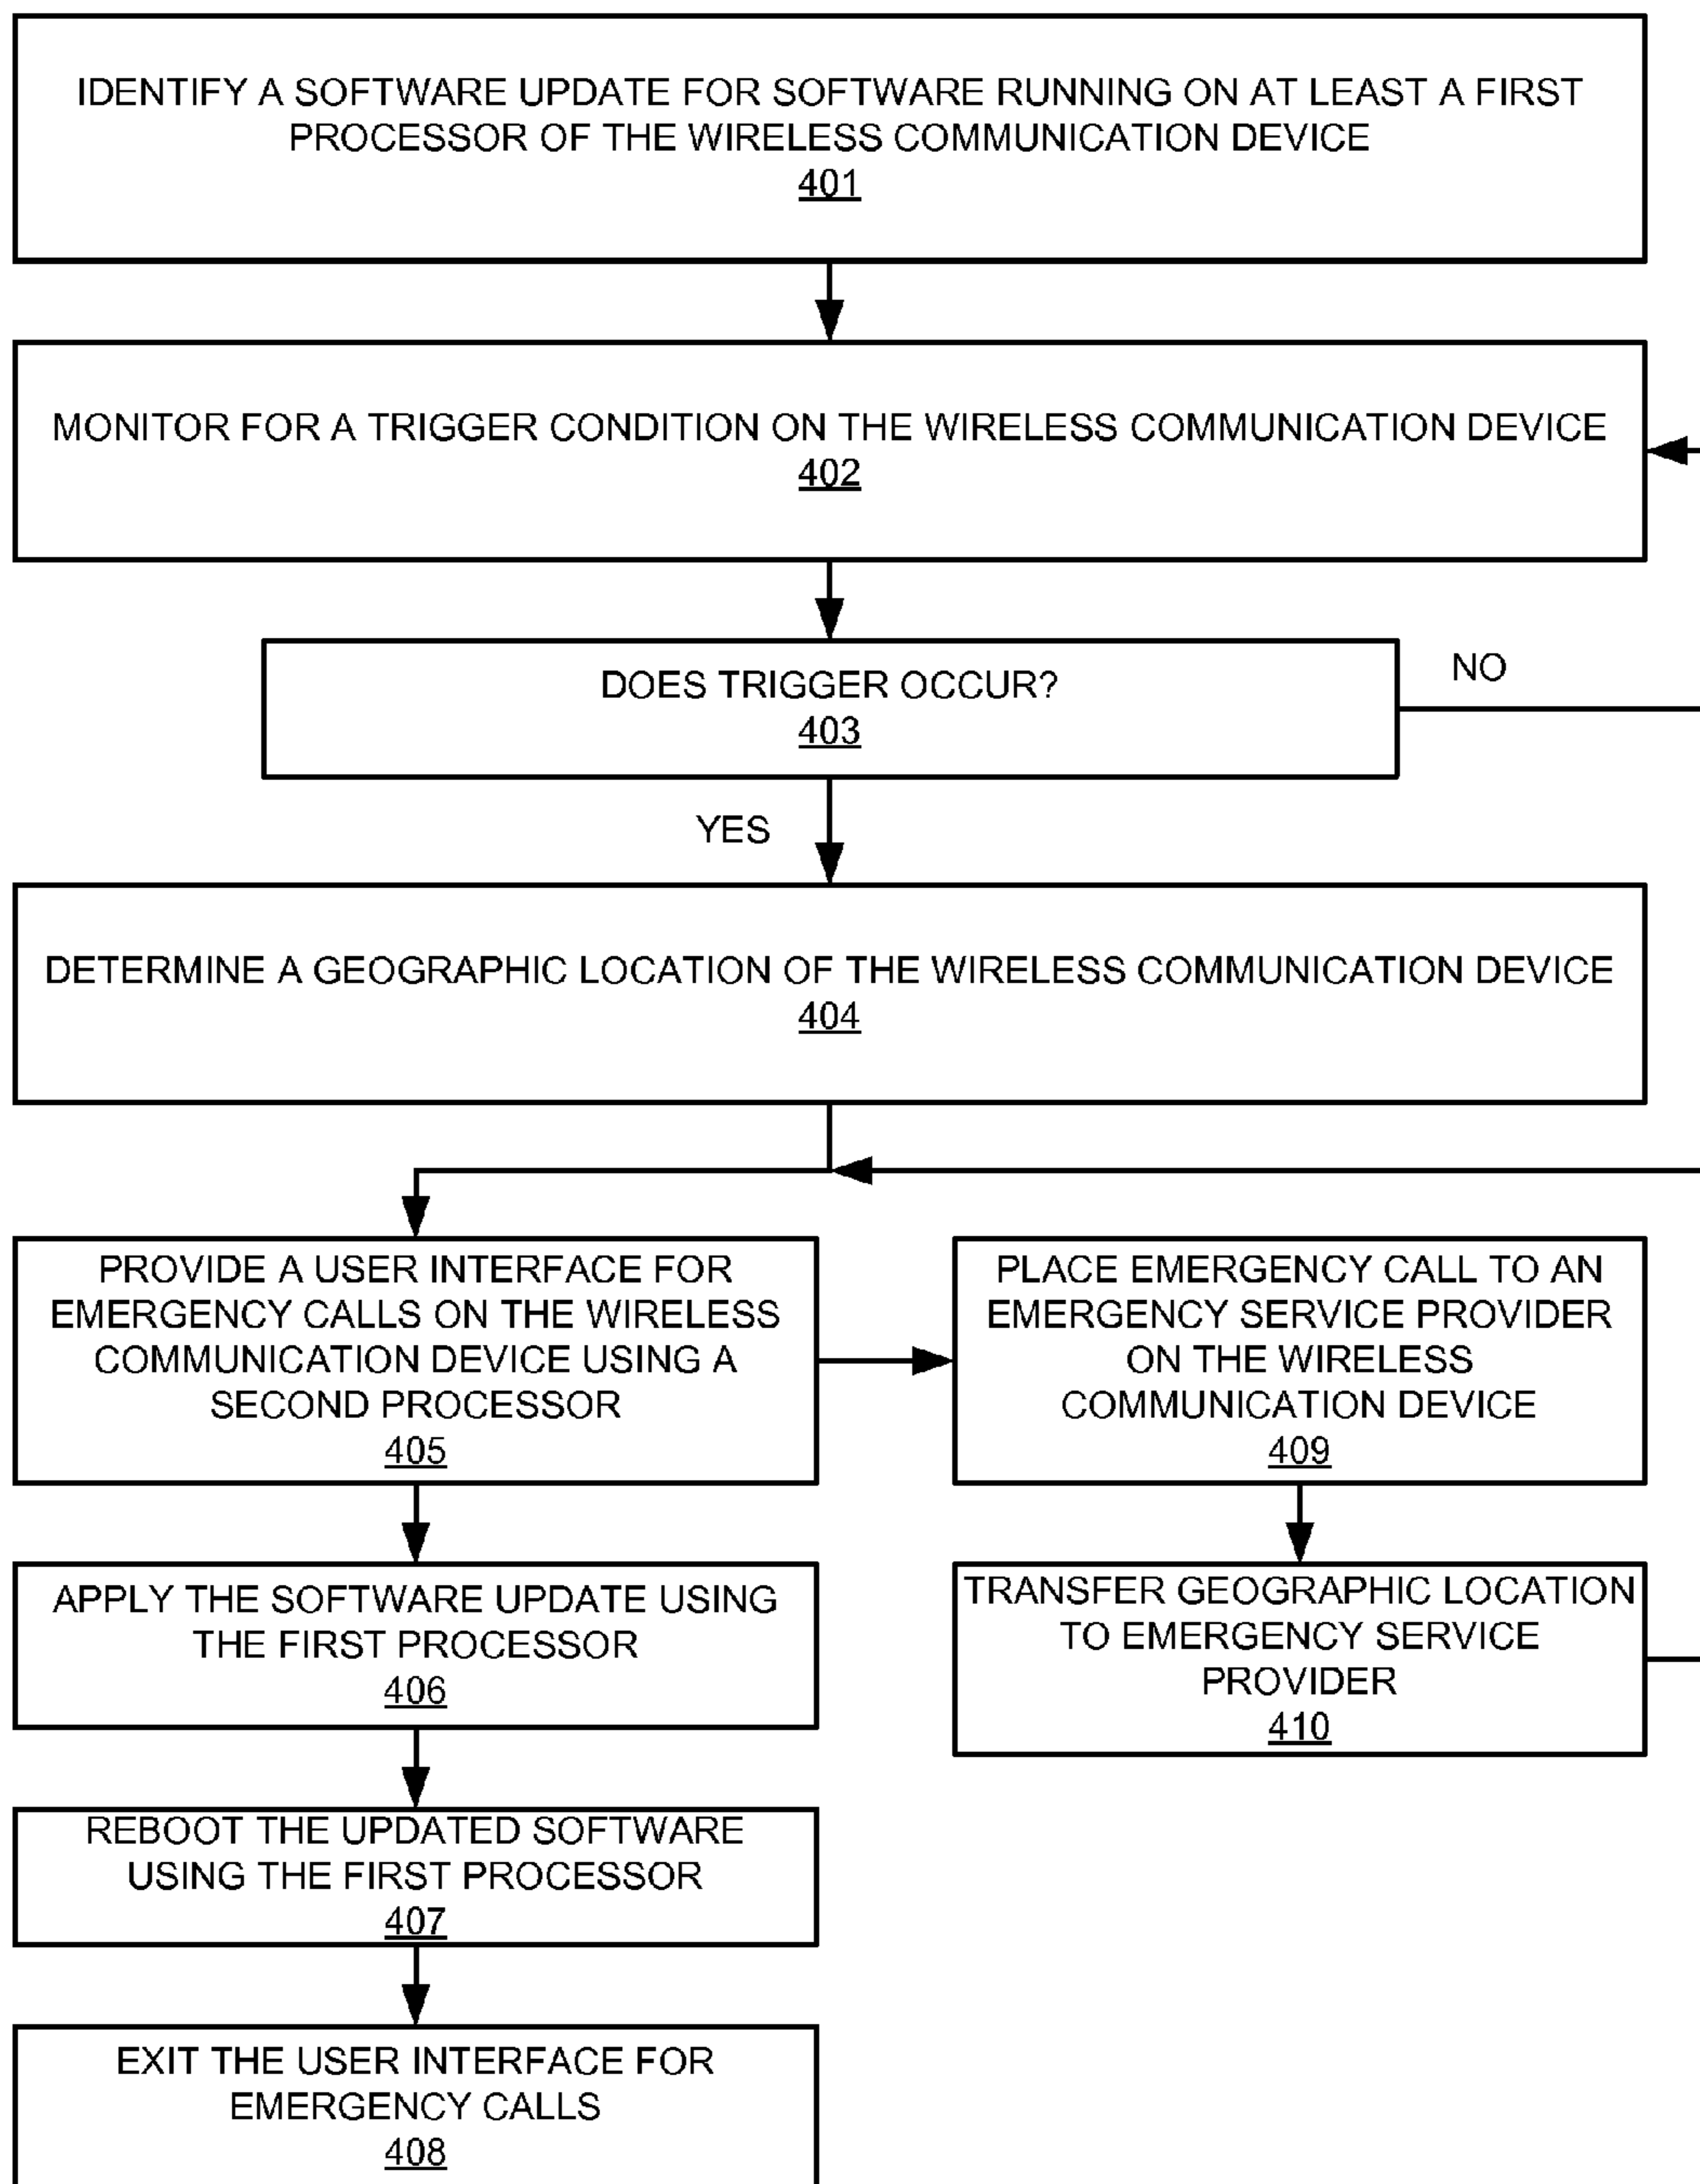 IDENTIFY A SOFTWARE UPDATE FOR SOFTWARE RUNNING ON AT LEAST A FIRST
PROCESSOR OF THE WIRELESS COMMUNICATION DEVICE
401
MONITOR FOR A TRIGGER CONDITION ON THE WIRELESS COMMUNICATION DEVICE
402
DOES TRIGGER OCCUR?
403
NO
YES
DETERMINE A GEOGRAPHIC LOCATION OF THE WIRELESS COMMUNICATION DEVICE
404
PROVIDE A USER INTERFACE FOR
EMERGENCY CALLS ON THE WIRELESS
COMMUNICATION DEVICE USING A
SECOND PROCESSOR
405
PLACE EMERGENCY CALL TO AN
EMERGENCY SERVICE PROVIDER
ON THE WIRELESS
COMMUNICATION DEVICE
409
APPLY THE SOFTWARE UPDATE USING
THE FIRST PROCESSOR
406
TRANSFER GEOGRAPHIC LOCATION
TO EMERGENCY SERVICE
PROVIDER
410
REBOOT THE UPDATED SOFTWARE
USING THE FIRST PROCESSOR
407
EXIT THE USER INTERFACE FOR
EMERGENCY CALLS
408